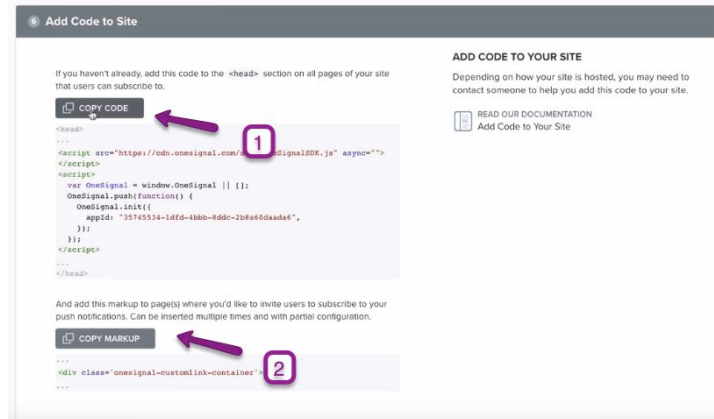 6 Add Code to Site
If you haven't already, add this code to the <head> section on all pages of your site
that users can subscribe to.
COPY CODE
<head>
...
<script src="https://cdn.onesignal.com/ SignalSDK.js" async="">
</script>
<script>
var OneSignal = window.OneSignal || [];
OneSignal.push(function() {
OneSignal.init({
appId: "35745534-1dfd-4bbb-8ddc-2b8a60daada6",
});
});
</script>
...
</head>
1
And add this markup to page(s) where you'd like to invite users to subscribe to your
push notifications. Can be inserted multiple times and with partial configuration.
COPY MARKUP
...
<div class='onesignal-customlink-container'>
...
2
ADD CODE TO YOUR SITE
Depending on how your site is hosted, you may need to
contact someone to help you add this code to your site.
READ OUR DOCUMENTATION
Add Code to Your Site